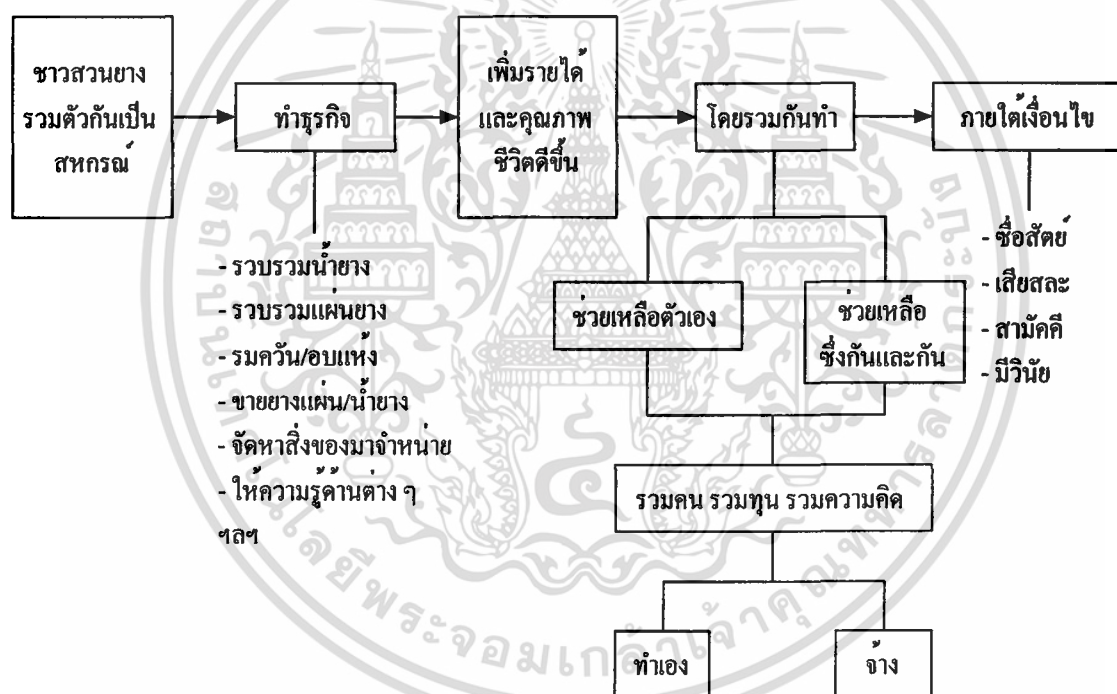 ชาวสวนยาง
รวมตัวกันเป็น
สหกรณ์
ทำธุรกิจ
- รวบรวมน้ำยาง
- รวบรวมแผ่นยาง
- รมควัน/อบแห้ง
- ขายยางแผ่น/น้ำยาง
- จัดหาสิ่งของมาจำหน่าย
- ให้ความรู้ด้านต่าง ๆ
ฯลฯ
เพิ่มรายได้
และคุณภาพ
ชีวิตดีขึ้น
โดยรวมกันทำ
ช่วยเหลือตัวเอง
ช่วยเหลือ
ซึ่งกันและกัน
รวมคน รวมทุน รวมความคิด
ทำเอง
จ้าง
ภายใต้เงื่อนไข
- ซื่อสัตย์
- เสียสละ
- สามัคคี
- มีวินัย